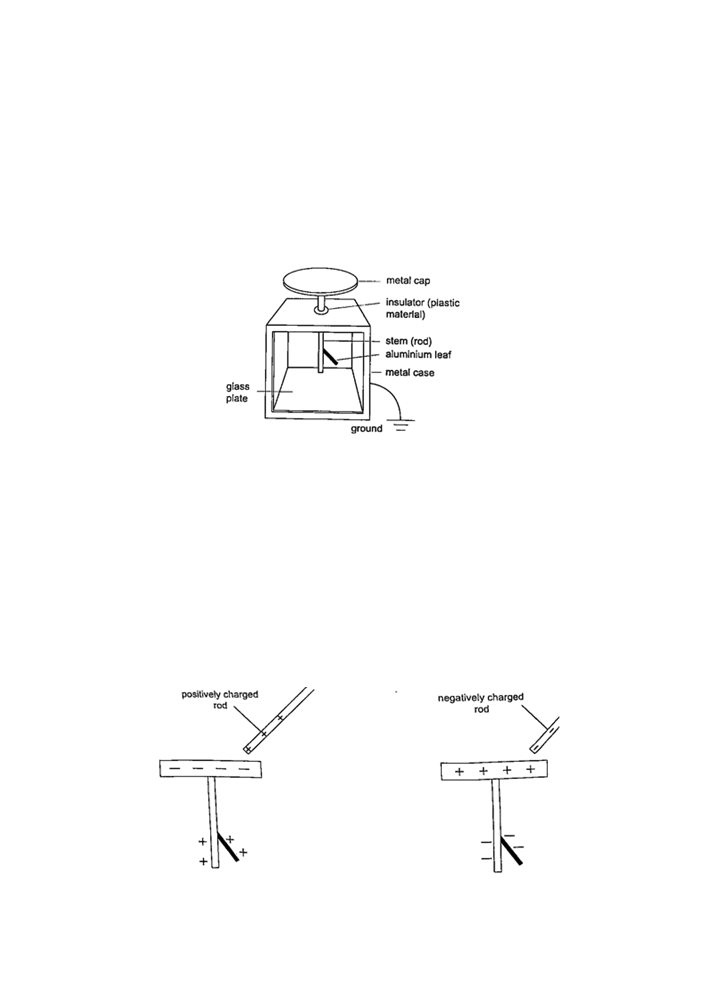 metal cap
insulator (plastic
material)
stem (rod)
aluminium leaf
metal case
glass
plate
ground
positively charged
rod
+ + +
− − − −
+ +
+ +
negatively charged
rod
- -
+ + + +
− −
− −